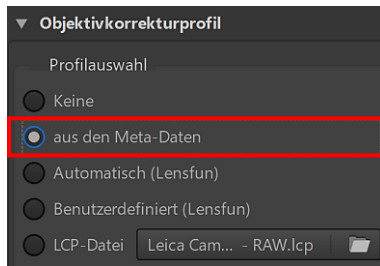 Objektivkorrekturprofil
Profilauswahl
Keine
aus den Meta-Daten
Automatisch (Lensfun)
Benutzerdefiniert (Lensfun)
LCP-Datei Leica Cam... - RAW.lcp